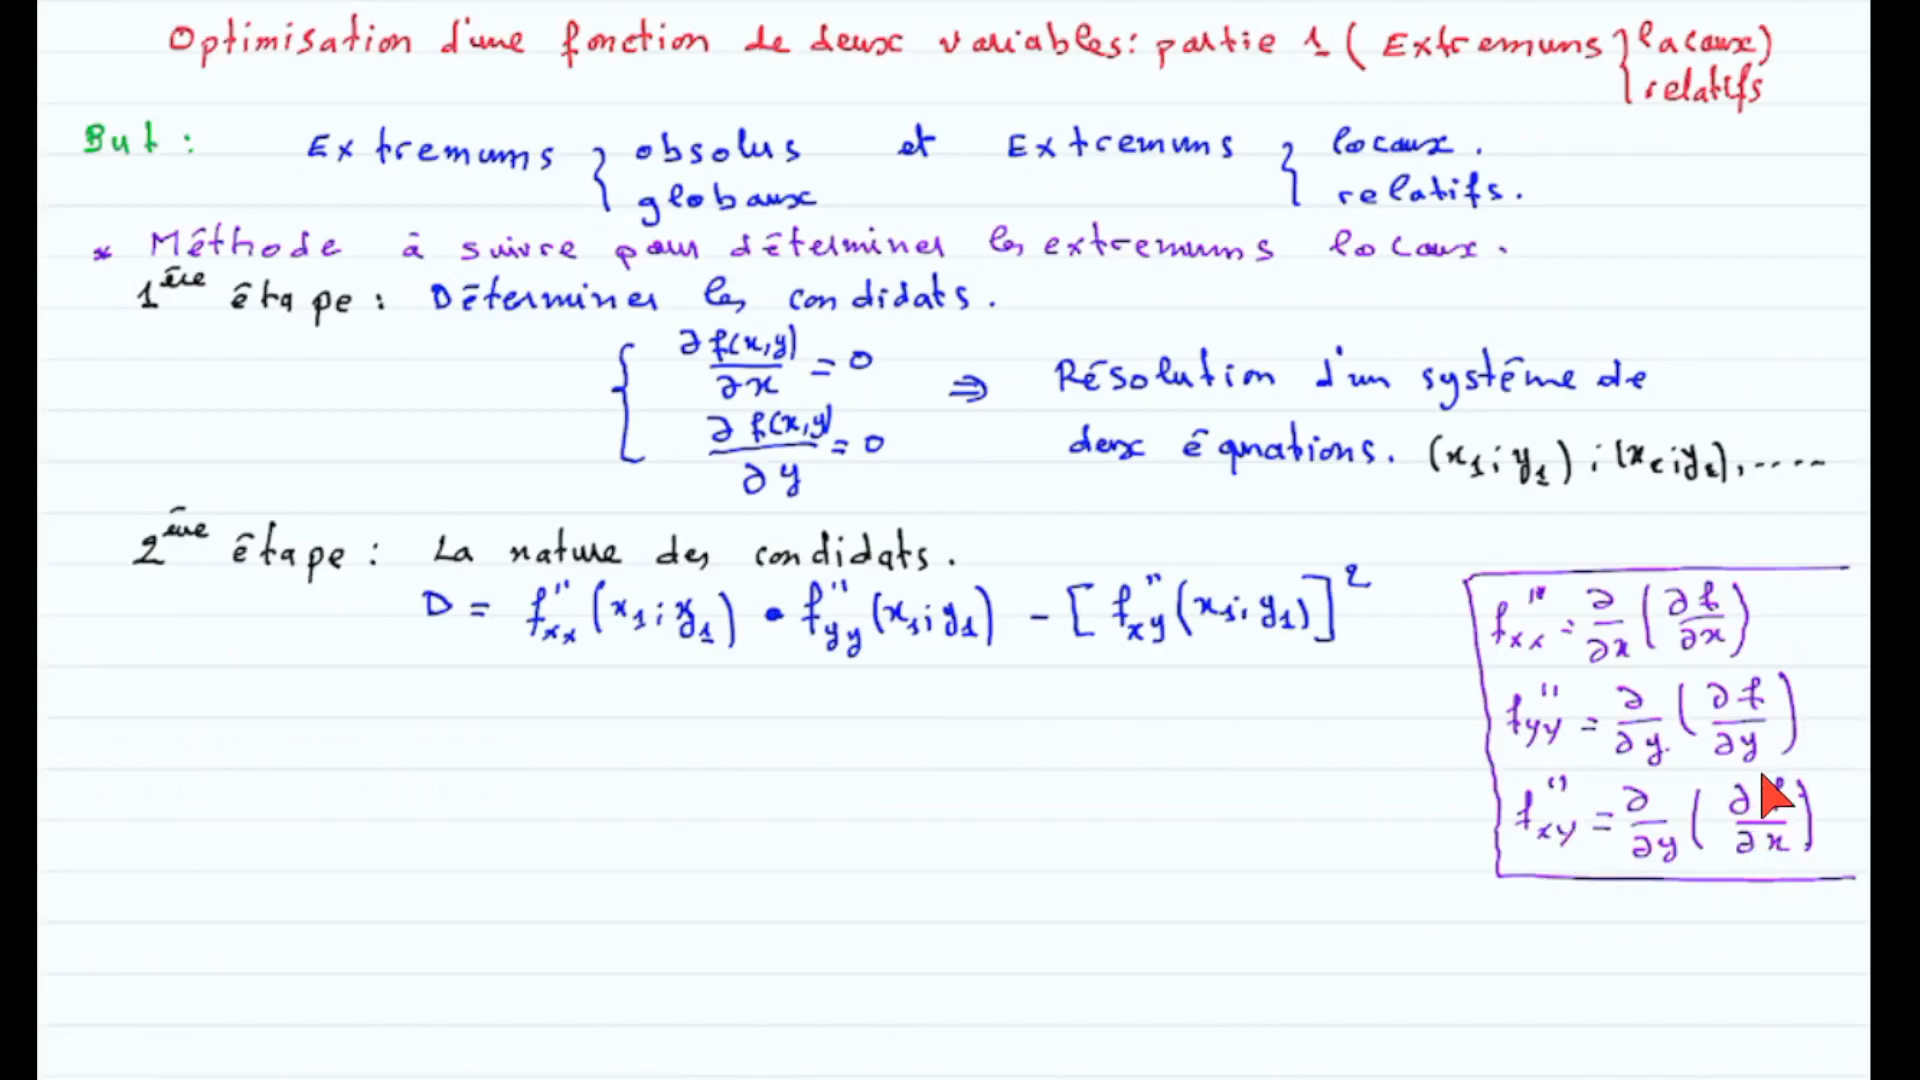 Optimisation d'une fonction de deux variables : partie 1 ( Extremums { locaux )
relatifs
But : Extremums { obsolus et Extremums { locaux .
globaux relatifs .
* Méthode à suivre pour déterminer les extremums locaux .
1ère étape : Déterminer les condidats .
{ ∂f(x,y)/∂x = 0 ⇒ Résolution d'un système de
∂f(x,y)/∂y = 0 deux équations . (x₁ ; y₁) ; (x₂ ; y₂) , .....
2ème étape : La nature des condidats .
D = f''xx (x₁ ; y₁) • f''yy (x₁ ; y₁) - [ f''xy (x₁ ; y₁) ]²
f''xx = ∂/∂x ( ∂f/∂x )
f''yy = ∂/∂y ( ∂f/∂y )
f''xy = ∂/∂y ( ∂f/∂x )